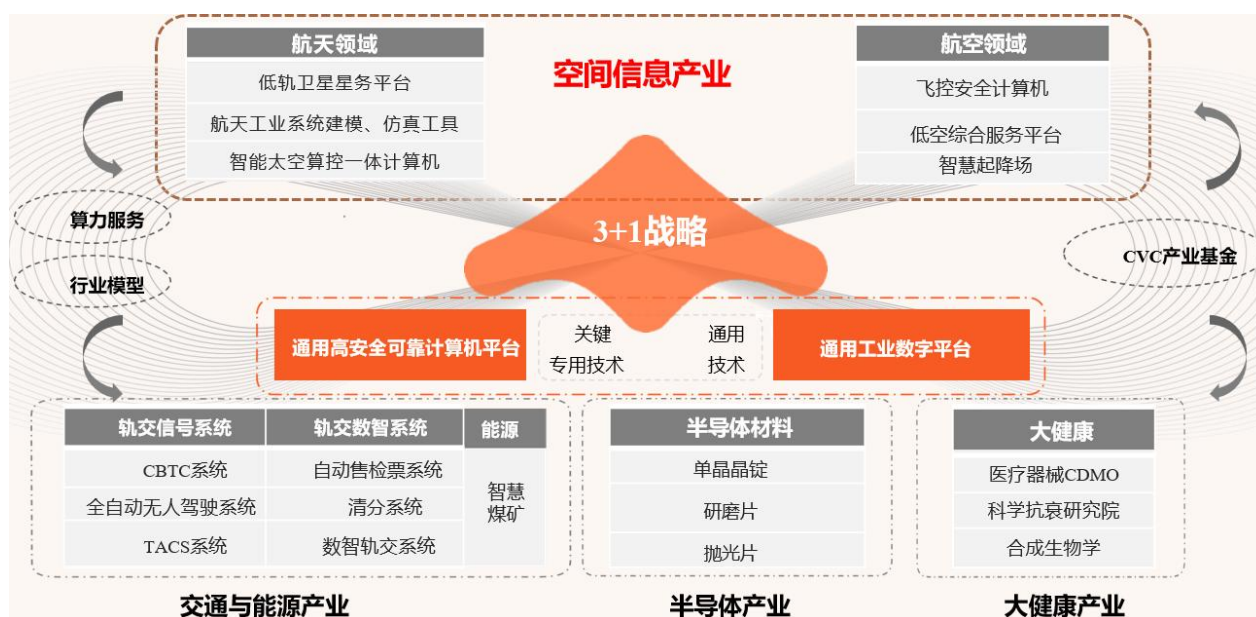 航天领域
低轨卫星星务平台
航天工业系统建模、仿真工具
智能太空算控一体计算机
空间信息产业
航空领域
飞控安全计算机
低空综合服务平台
智慧起降场
算力服务
行业模型
3+1战略
CVC产业基金
通用高安全可靠计算机平台
关键
专用技术
通用
技术
通用工业数字平台
轨交信号系统
CBTC系统
全自动无人驾驶系统
TACS系统
轨交数智系统
自动售检票系统
清分系统
数智轨交系统
能源
智慧
煤矿
半导体材料
单晶晶锭
研磨片
抛光片
大健康
医疗器械CDMO
科学抗衰研究院
合成生物学
交通与能源产业
半导体产业
大健康产业